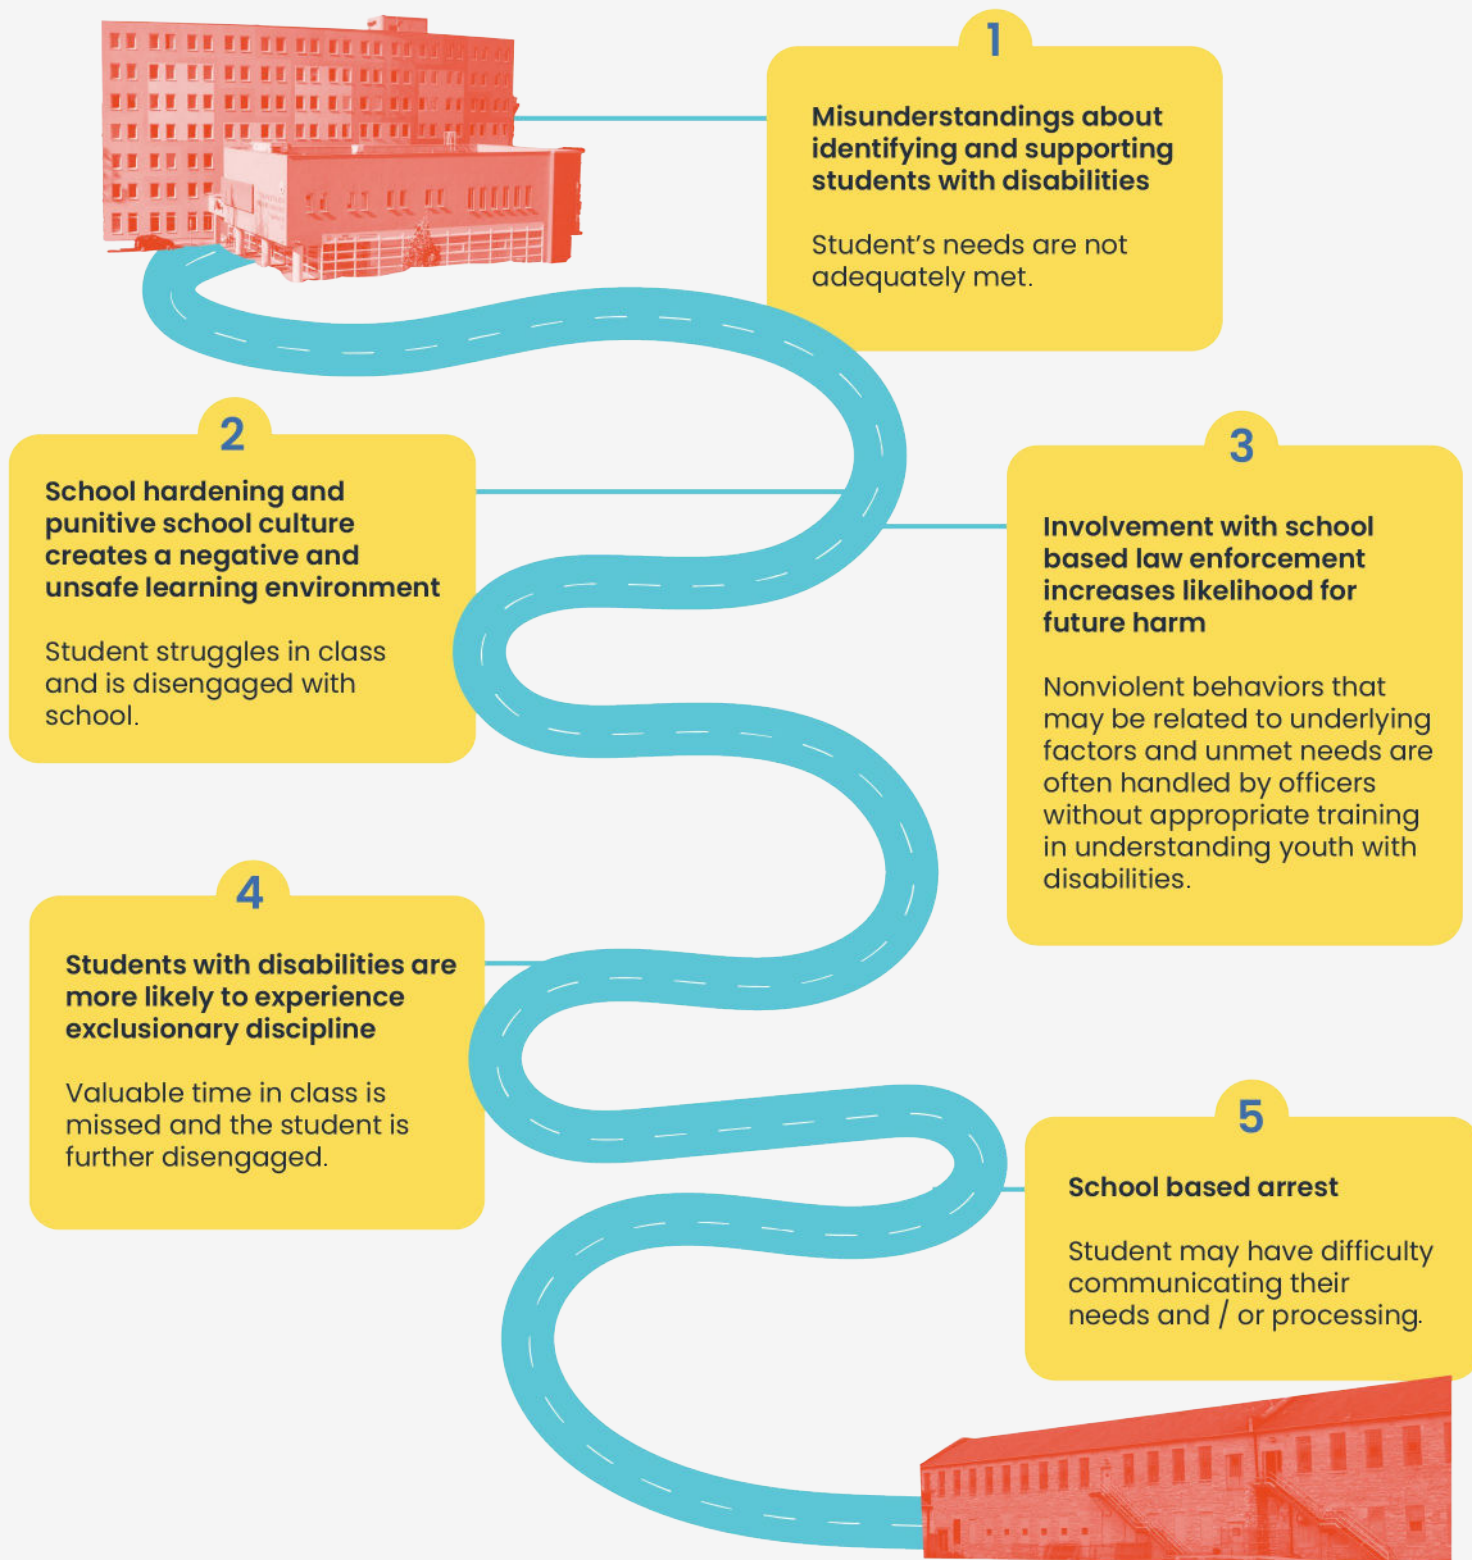 1
Misunderstandings about
identifying and supporting
students with disabilities
Student's needs are not
adequately met.
2
School hardening and
punitive school culture
creates a negative and
unsafe learning environment
Student struggles in class
and is disengaged with
school.
3
Involvement with school
based law enforcement
increases likelihood for
future harm
Nonviolent behaviors that
may be related to underlying
factors and unmet needs are
often handled by officers
without appropriate training
in understanding youth with
disabilities.
4
Students with disabilities are
more likely to experience
exclusionary discipline
Valuable time in class is
missed and the student is
further disengaged.
5
School based arrest
Student may have difficulty
communicating their
needs and / or processing.